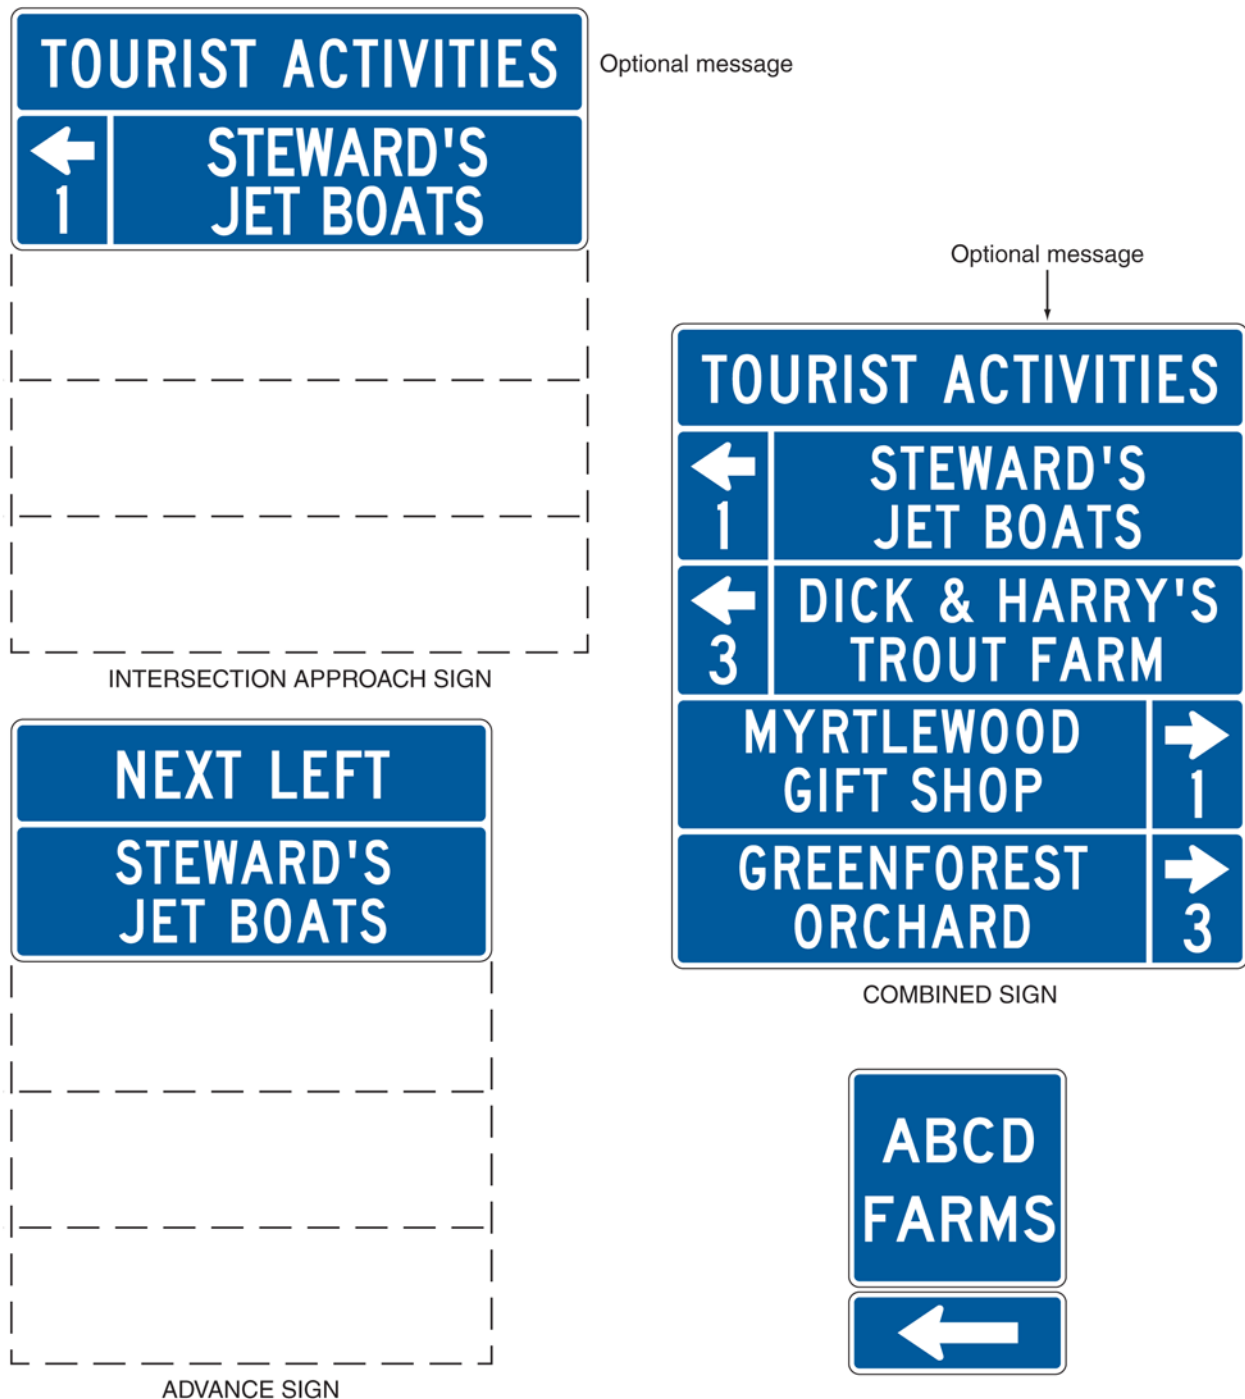 TOURIST ACTIVITIES
Optional message
STEWARD'S
JET BOATS
1
INTERSECTION APPROACH SIGN
NEXT LEFT
STEWARD'S
JET BOATS
ADVANCE SIGN
Optional message
TOURIST ACTIVITIES
STEWARD'S
JET BOATS
1
DICK & HARRY'S
TROUT FARM
3
MYRTLEWOOD
GIFT SHOP
1
GREENFOREST
ORCHARD
3
COMBINED SIGN
ABCD
FARMS